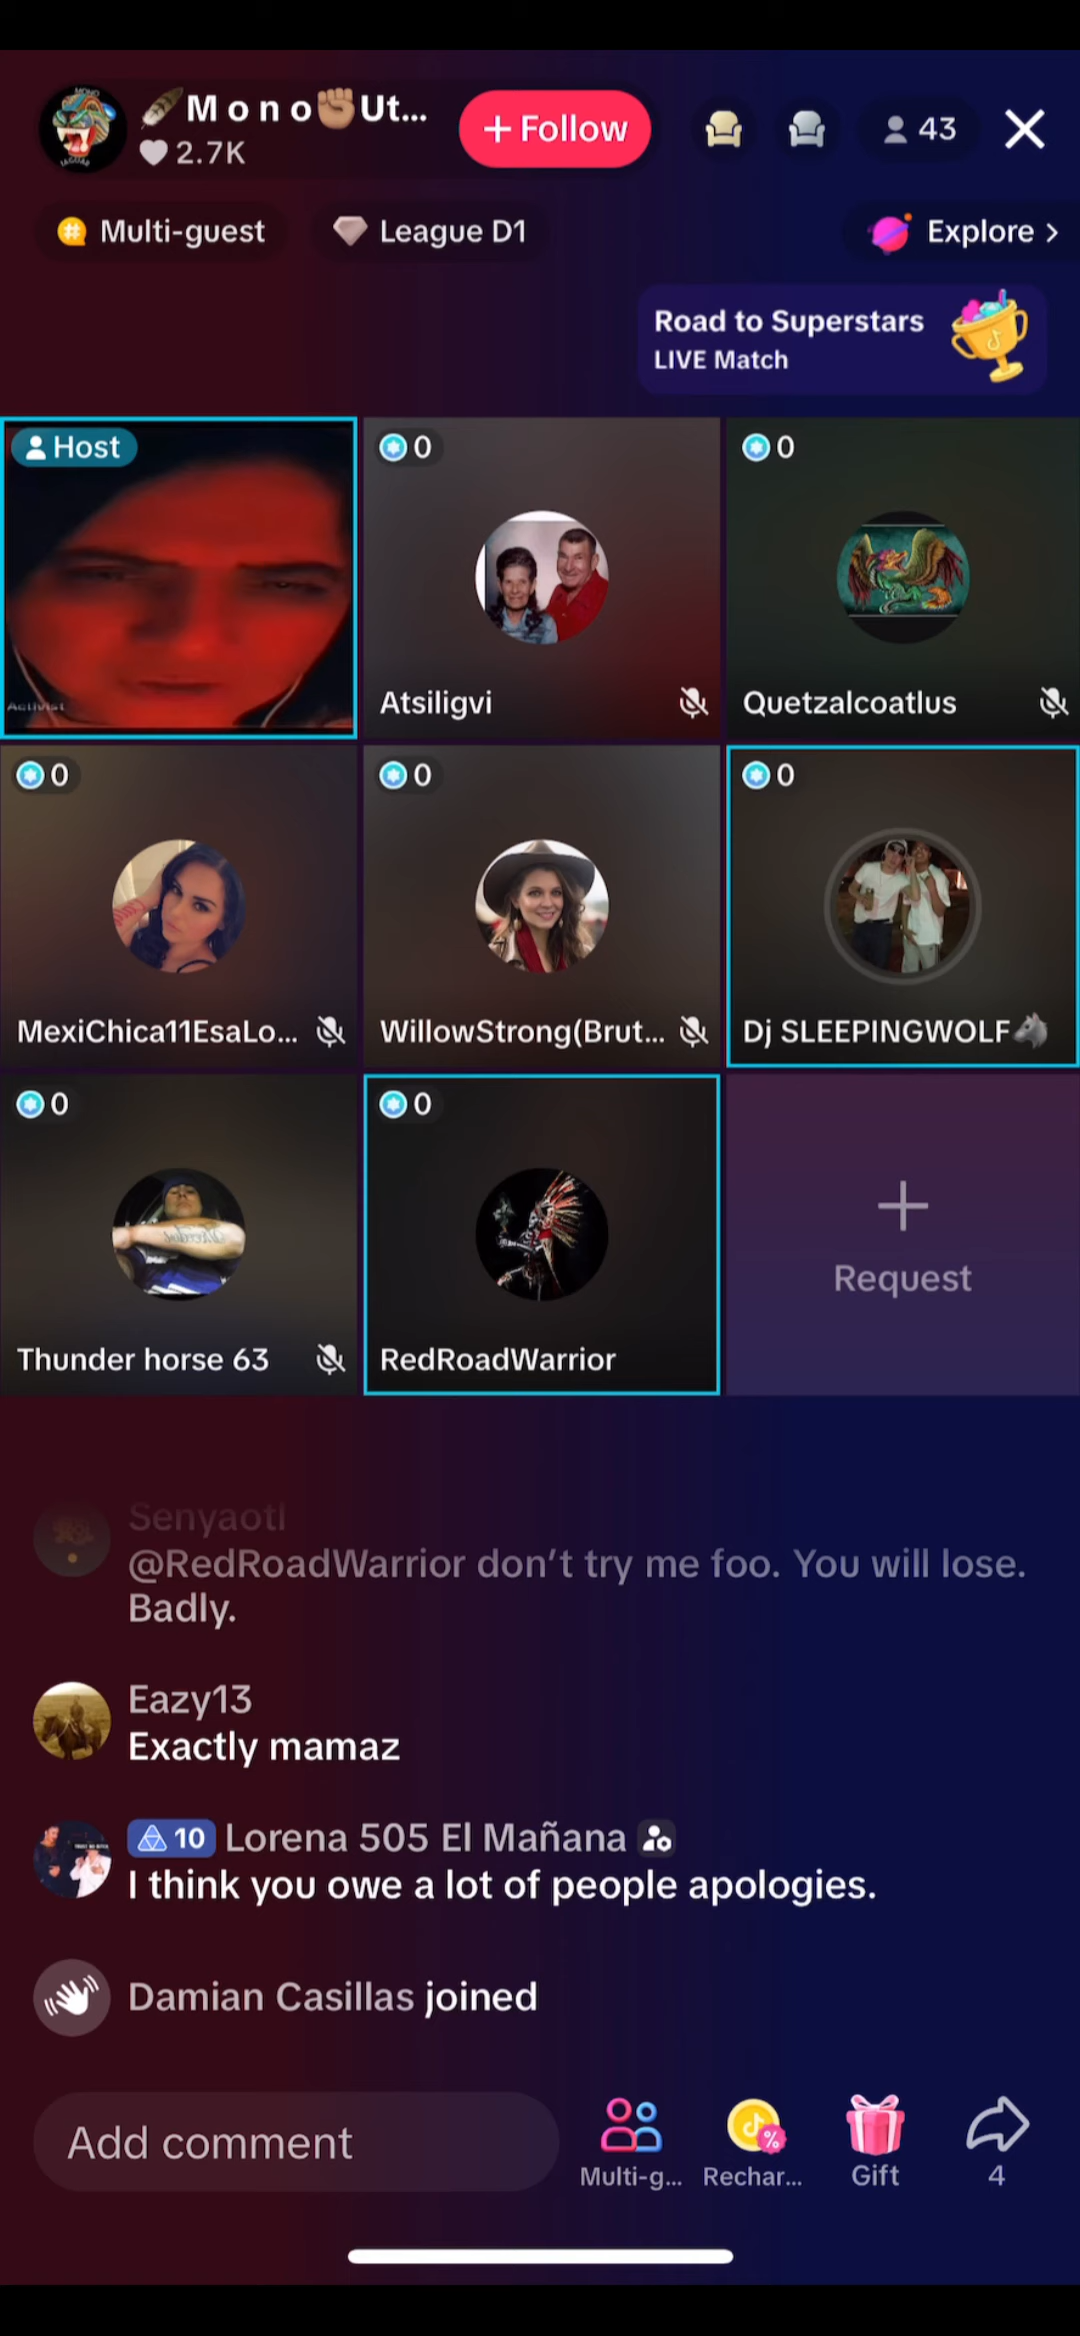 Mono✊🏽Ut...
2.7K
+ Follow
43
Multi-guest
League D1
Explore >
Road to Superstars
LIVE Match
Host
Activist
0
Atsiligvi
0
Quetzalcoatlus
0
MexiChica11EsaLo...
0
WillowStrong(Brut...
0
Dj SLEEPINGWOLF🐺
0
Thunder horse 63
0
RedRoadWarrior
Request
Senyaotl
@RedRoadWarrior don't try me foo. You will lose.
Badly.
Eazy13
Exactly mamaz
10 Lorena 505 El Mañana
I think you owe a lot of people apologies.
Damian Casillas joined
Add comment
Multi-g...
Rechar...
Gift
4